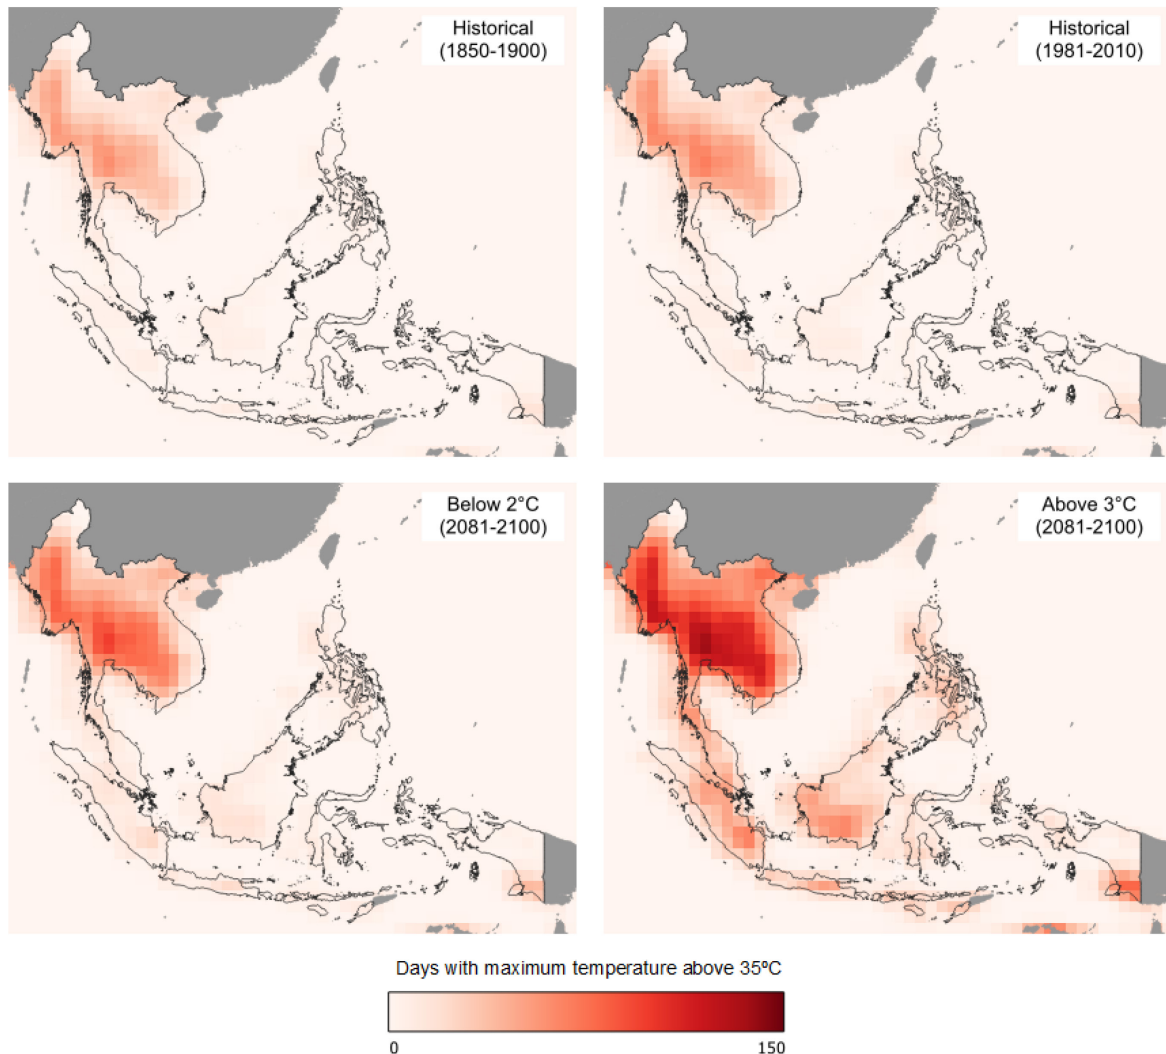 Historical
(1850-1900)
Historical
(1981-2010)
Below 2°C
(2081-2100)
Above 3°C
(2081-2100)
Days with maximum temperature above 35ºC
0
150